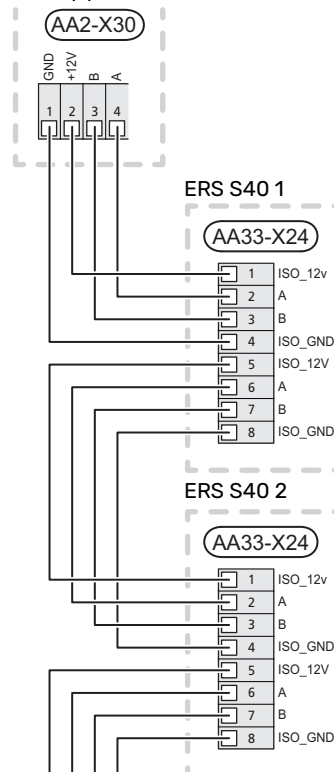 AA2-X30
GND
+12V
B
A
1 2 3 4
ERS S40 1
AA33-X24
1 ISO_12v
2 A
3 B
4 ISO_GND
5 ISO_12V
6 A
7 B
8 ISO_GND
ERS S40 2
AA33-X24
1 ISO_12v
2 A
3 B
4 ISO_GND
5 ISO_12V
6 A
7 B
8 ISO_GND